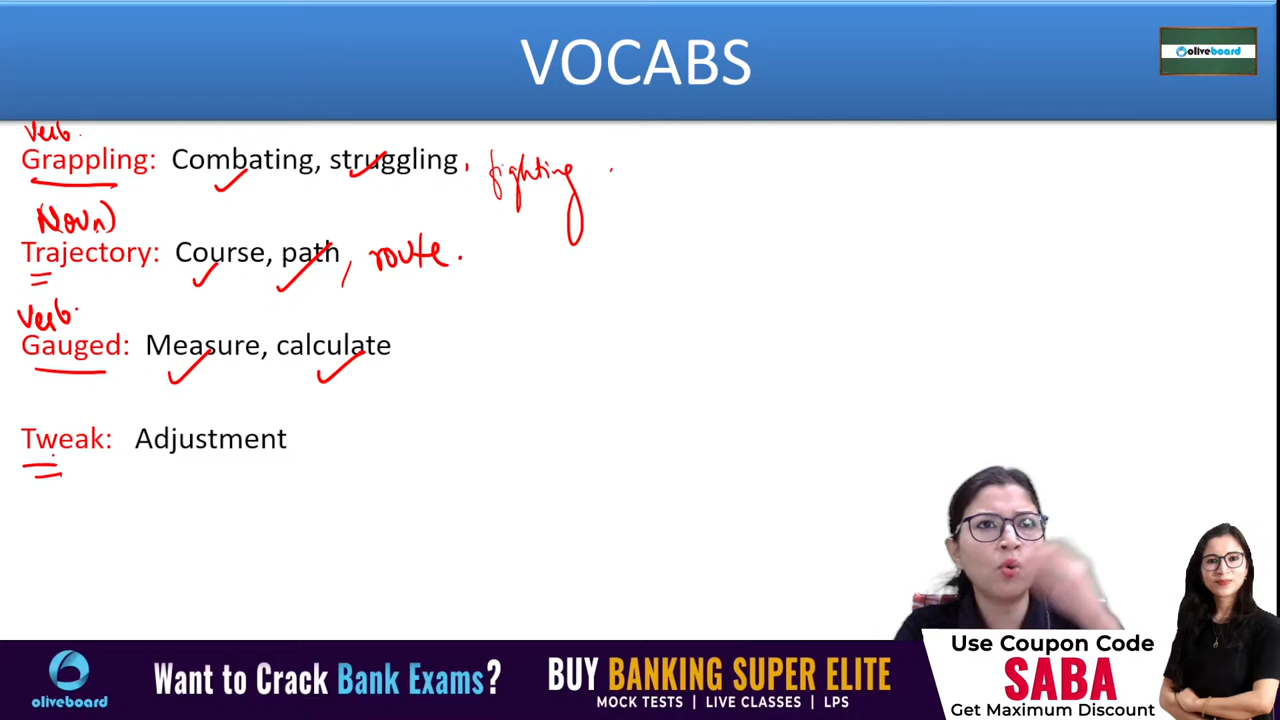 VOCABS
oliveboard
Verb.
Grappling: Combating, struggling, fighting.
(Noun)
Trajectory: Course, path, route.
Verb.
Gauged: Measure, calculate
Tweak: Adjustment
oliveboard
Want to Crack Bank Exams?
BUY BANKING SUPER ELITE
MOCK TESTS | LIVE CLASSES | LPS
Use Coupon Code
SABA
Get Maximum Discount